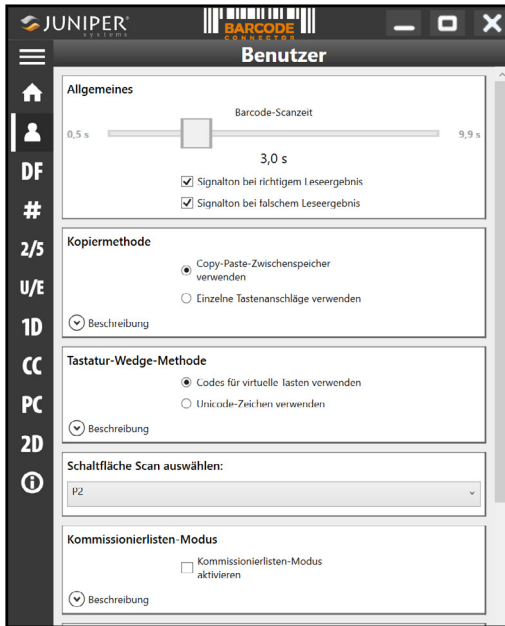 JUNIPER
systems
BARCODE
CONNECTOR
Benutzer
Allgemeines
Barcode-Scanzeit
0,5 s
9,9 s
3,0 s
Signalton bei richtigem Leseergebnis
Signalton bei falschem Leseergebnis
Kopiermethode
Copy-Paste-Zwischenspeicher
verwenden
Einzelne Tastenanschläge verwenden
Beschreibung
Tastatur-Wedge-Methode
Codes für virtuelle Tasten verwenden
Unicode-Zeichen verwenden
Beschreibung
Schaltfläche Scan auswählen:
P2
Kommissionierlisten-Modus
Kommissionierlisten-Modus
aktivieren
Beschreibung
DF
#
2/5
U/E
1D
CC
PC
2D